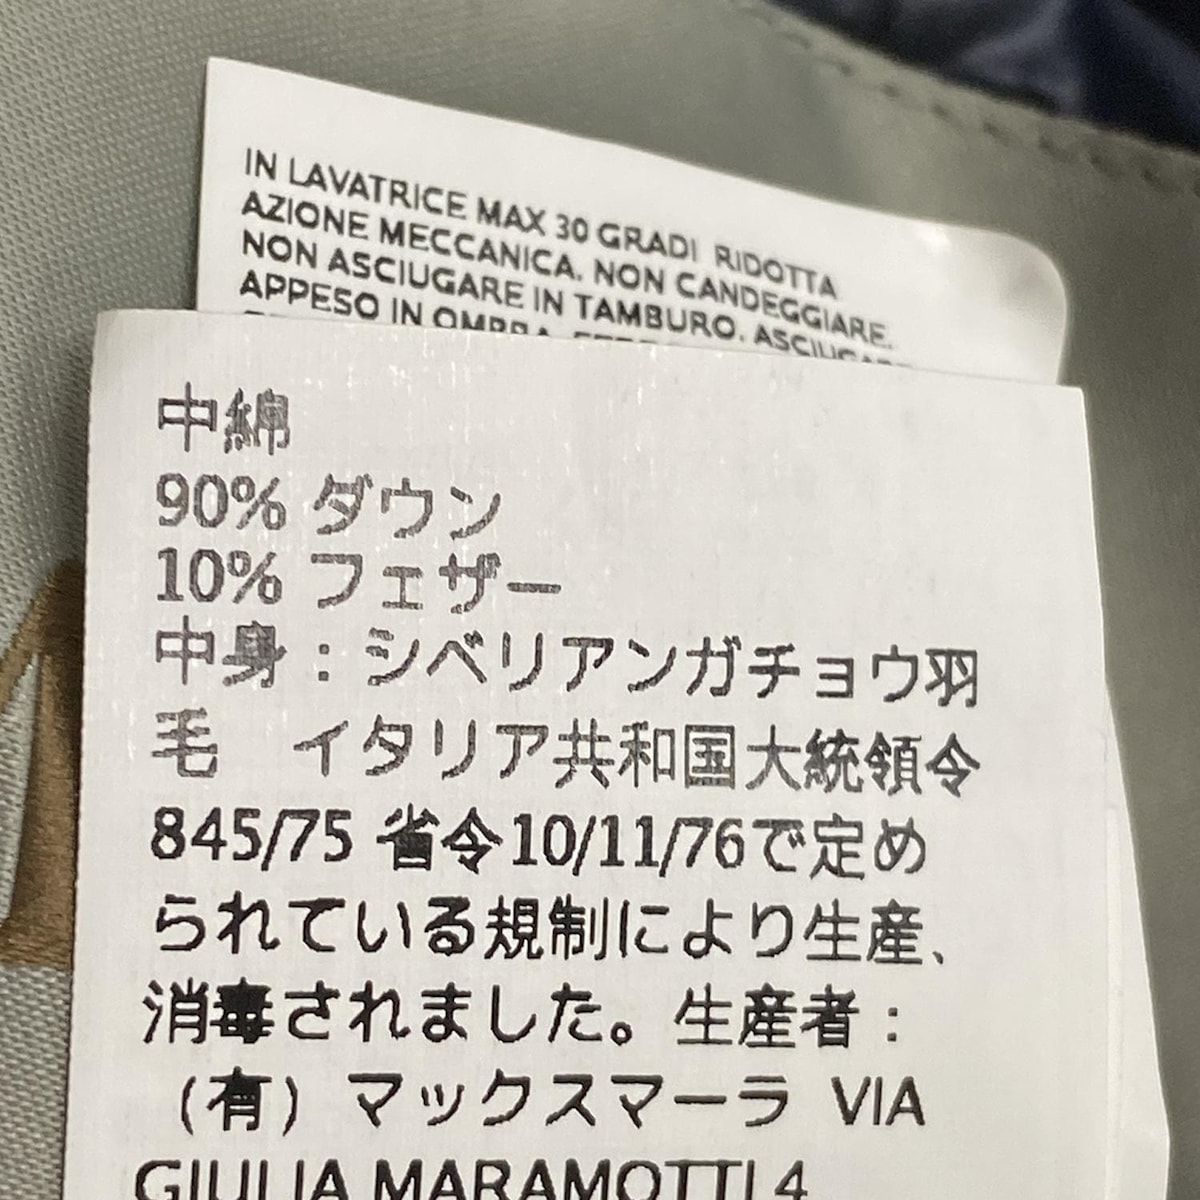 IN LAVATRICE MAX 30 GRADI RIDOTTA
AZIONE MECCANICA. NON CANDEGGIARE.
NON ASCIUGARE IN TAMBURO. ASCIUGARE
APPESO IN OMBRA
中綿
90% ダウン
10% フェザー
中身：シベリアンガチョウ羽
毛　イタリア共和国大統領令
845/75 省令10/11/76で定め
られている規制により生産、
消毒されました。生産者：
（有）マックスマーラ VIA
GIULIA MARAMOTTI 4